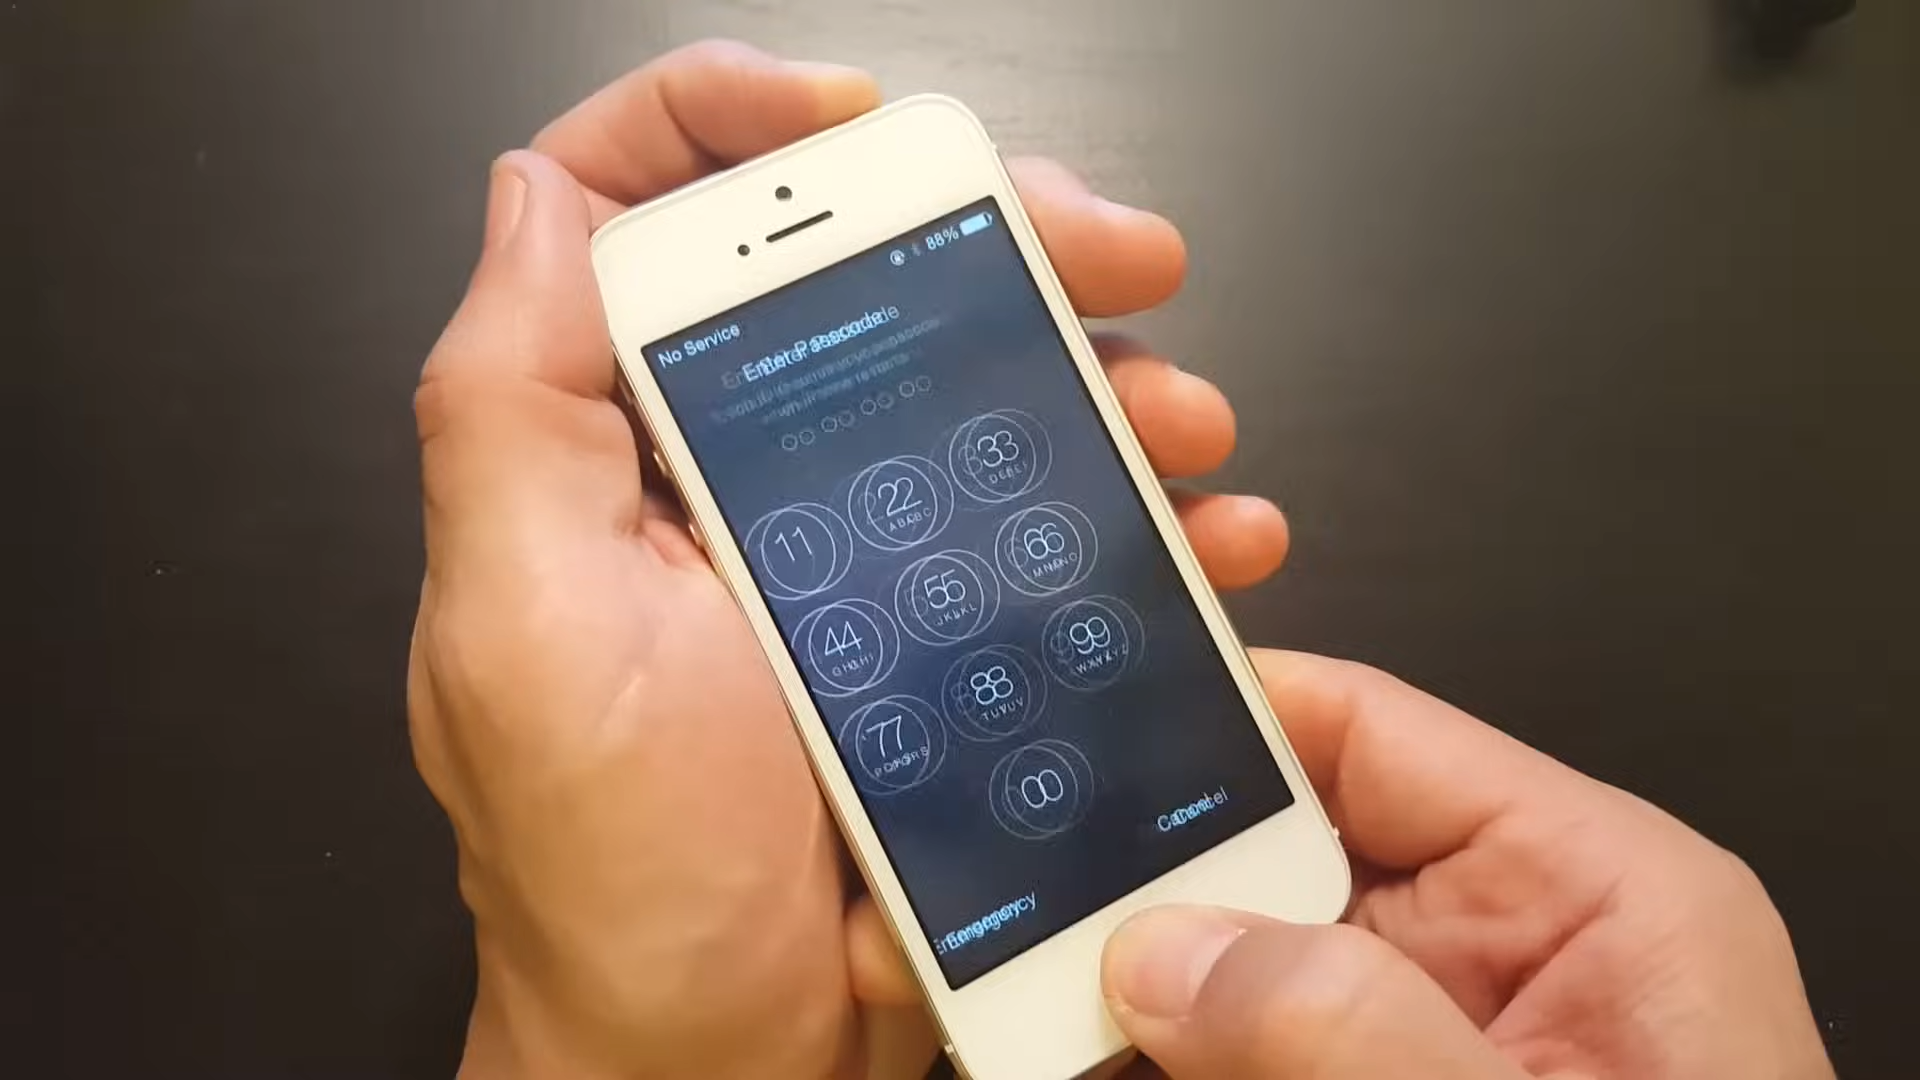 No Service 88%
Enter Passcode
1 2 ABC 3 DEF
4 GHI 5 JKL 6 MNO
7 PQRS 8 TUV 9 WXYZ
0
Emergency Cancel